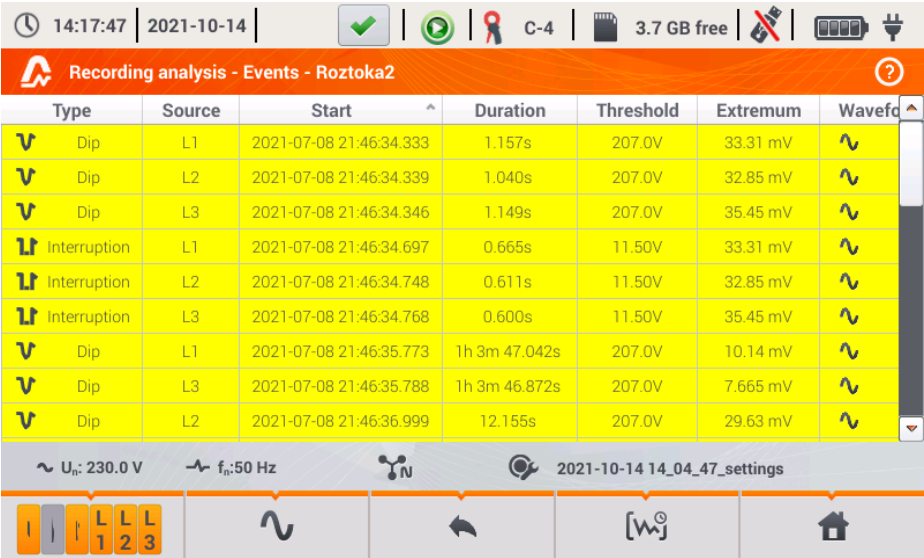 14:17:47 2021-10-14 C-4 3.7 GB free
Recording analysis - Events - Roztoka2 ?
Type Source Start Duration Threshold Extremum Wavefo
Dip L1 2021-07-08 21:46:34.333 1.157s 207.0V 33.31 mV
Dip L2 2021-07-08 21:46:34.339 1.040s 207.0V 32.85 mV
Dip L3 2021-07-08 21:46:34.346 1.149s 207.0V 35.45 mV
Interruption L1 2021-07-08 21:46:34.697 0.665s 11.50V 33.31 mV
Interruption L2 2021-07-08 21:46:34.748 0.611s 11.50V 32.85 mV
Interruption L3 2021-07-08 21:46:34.768 0.600s 11.50V 35.45 mV
Dip L1 2021-07-08 21:46:35.773 1h 3m 47.042s 207.0V 10.14 mV
Dip L3 2021-07-08 21:46:35.788 1h 3m 46.872s 207.0V 7.665 mV
Dip L2 2021-07-08 21:46:36.999 12.155s 207.0V 29.63 mV
Uₙ: 230.0 V fₙ:50 Hz N 2021-10-14 14_04_47_settings
L L L
1 2 3